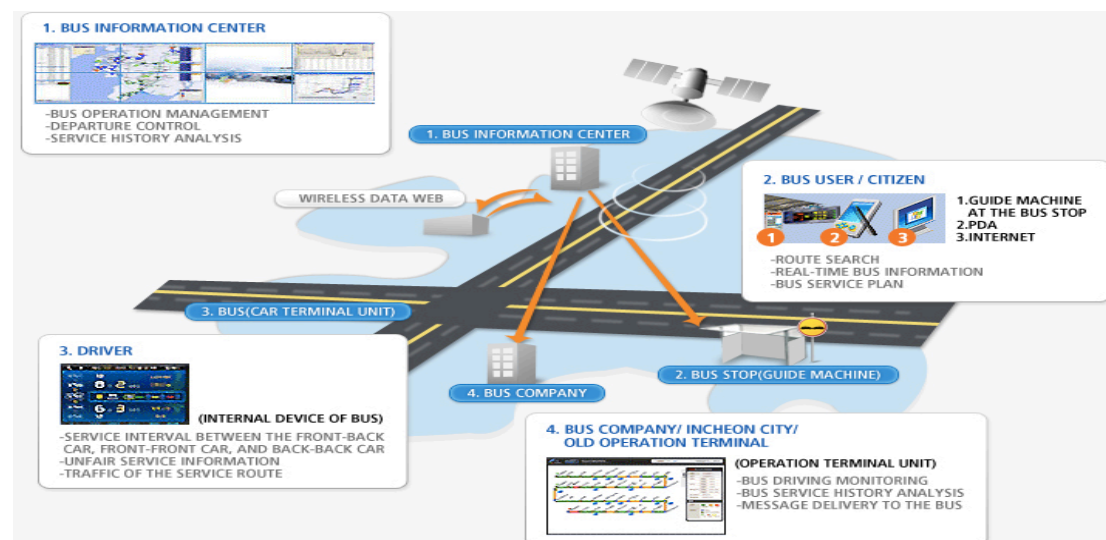 1. BUS INFORMATION CENTER
-BUS OPERATION MANAGEMENT
-DEPARTURE CONTROL
-SERVICE HISTORY ANALYSIS
1. BUS INFORMATION CENTER
WIRELESS DATA WEB
2. BUS USER / CITIZEN
1
2
3
1.GUIDE MACHINE
AT THE BUS STOP
2.PDA
3.INTERNET
-ROUTE SEARCH
-REAL-TIME BUS INFORMATION
-BUS SERVICE PLAN
3. BUS(CAR TERMINAL UNIT)
2. BUS STOP(GUIDE MACHINE)
4. BUS COMPANY
3. DRIVER
(INTERNAL DEVICE OF BUS)
-SERVICE INTERVAL BETWEEN THE FRONT-BACK
CAR, FRONT-FRONT CAR, AND BACK-BACK CAR
-UNFAIR SERVICE INFORMATION
-TRAFFIC OF THE SERVICE ROUTE
4. BUS COMPANY/ INCHEON CITY/
OLD OPERATION TERMINAL
(OPERATION TERMINAL UNIT)
-BUS DRIVING MONITORING
-BUS SERVICE HISTORY ANALYSIS
-MESSAGE DELIVERY TO THE BUS